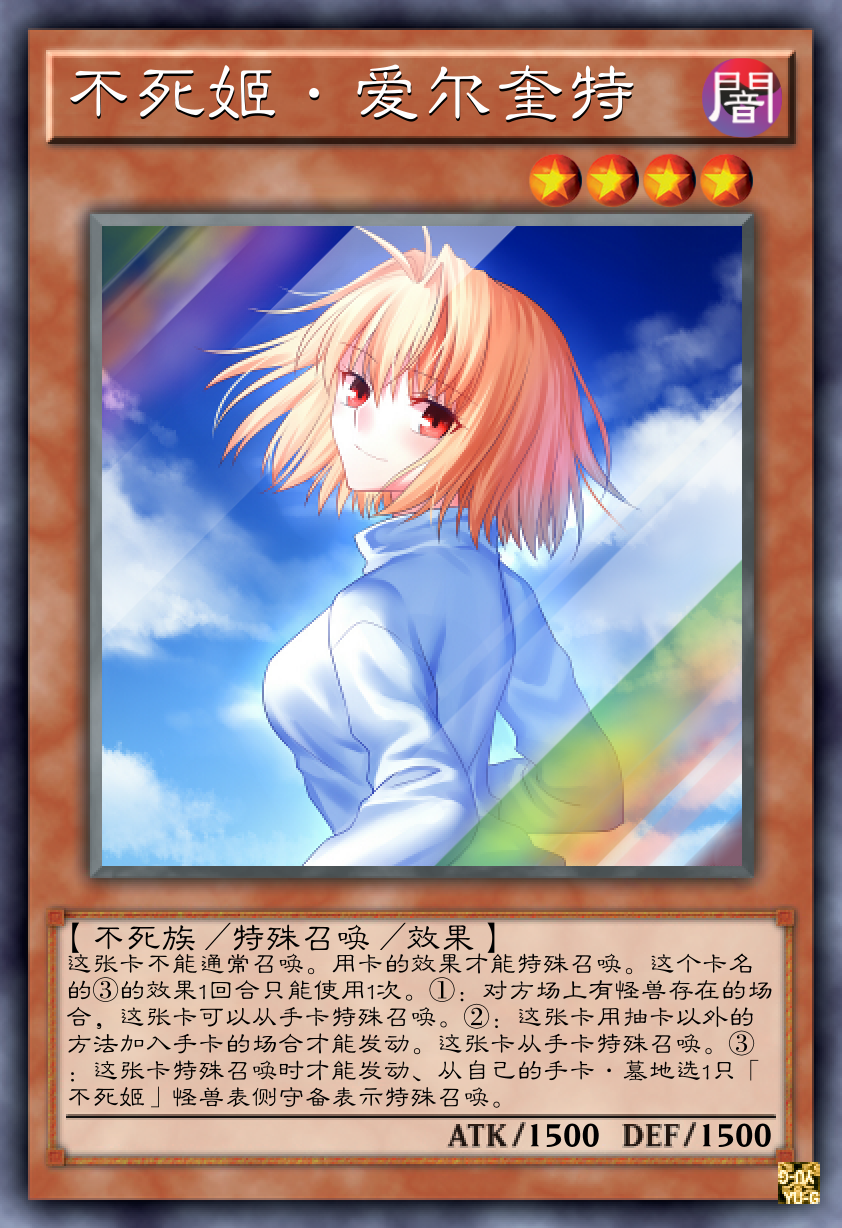 不死姬·爱尔奎特
闇
【不死族／特殊召唤／效果】
这张卡不能通常召唤。用卡的效果才能特殊召唤。这个卡名
的③的效果1回合只能使用1次。①：对方场上有怪兽存在的场
合，这张卡可以从手卡特殊召唤。②：这张卡用抽卡以外的
方法加入手卡的场合才能发动。这张卡从手卡特殊召唤。③
：这张卡特殊召唤时才能发动、从自己的手卡·墓地选1只「
不死姬」怪兽表侧守备表示特殊召唤。
ATK/1500 DEF/1500